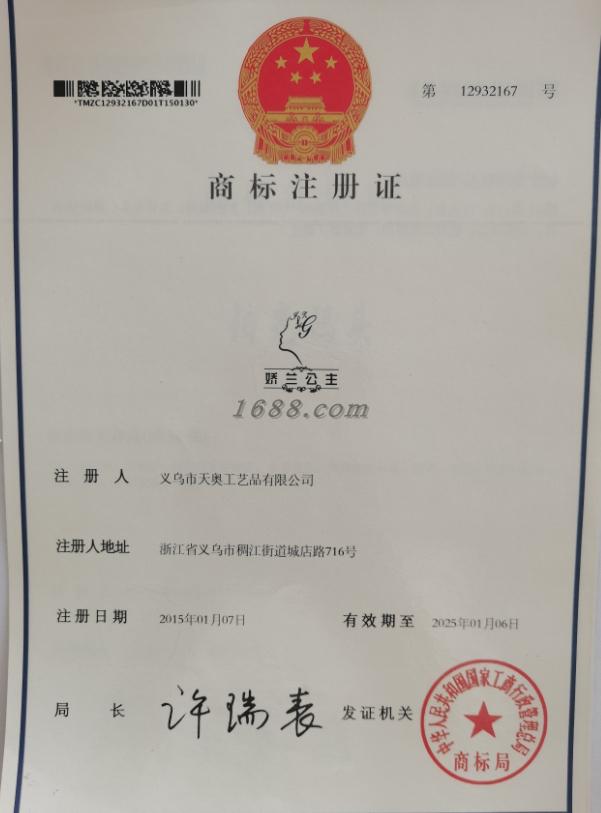 *TMZC12932167D01T150130*
第 12932167 号
商标注册证
娇兰公主
1688.com
注册人 义乌市天奥工艺品有限公司
注册人地址 浙江省义乌市稠江街道城店路716号
注册日期 2015年01月07日 有效期至 2025年01月06日
局长 许瑞表 发证机关
中华人民共和国国家工商行政管理总局
商标局